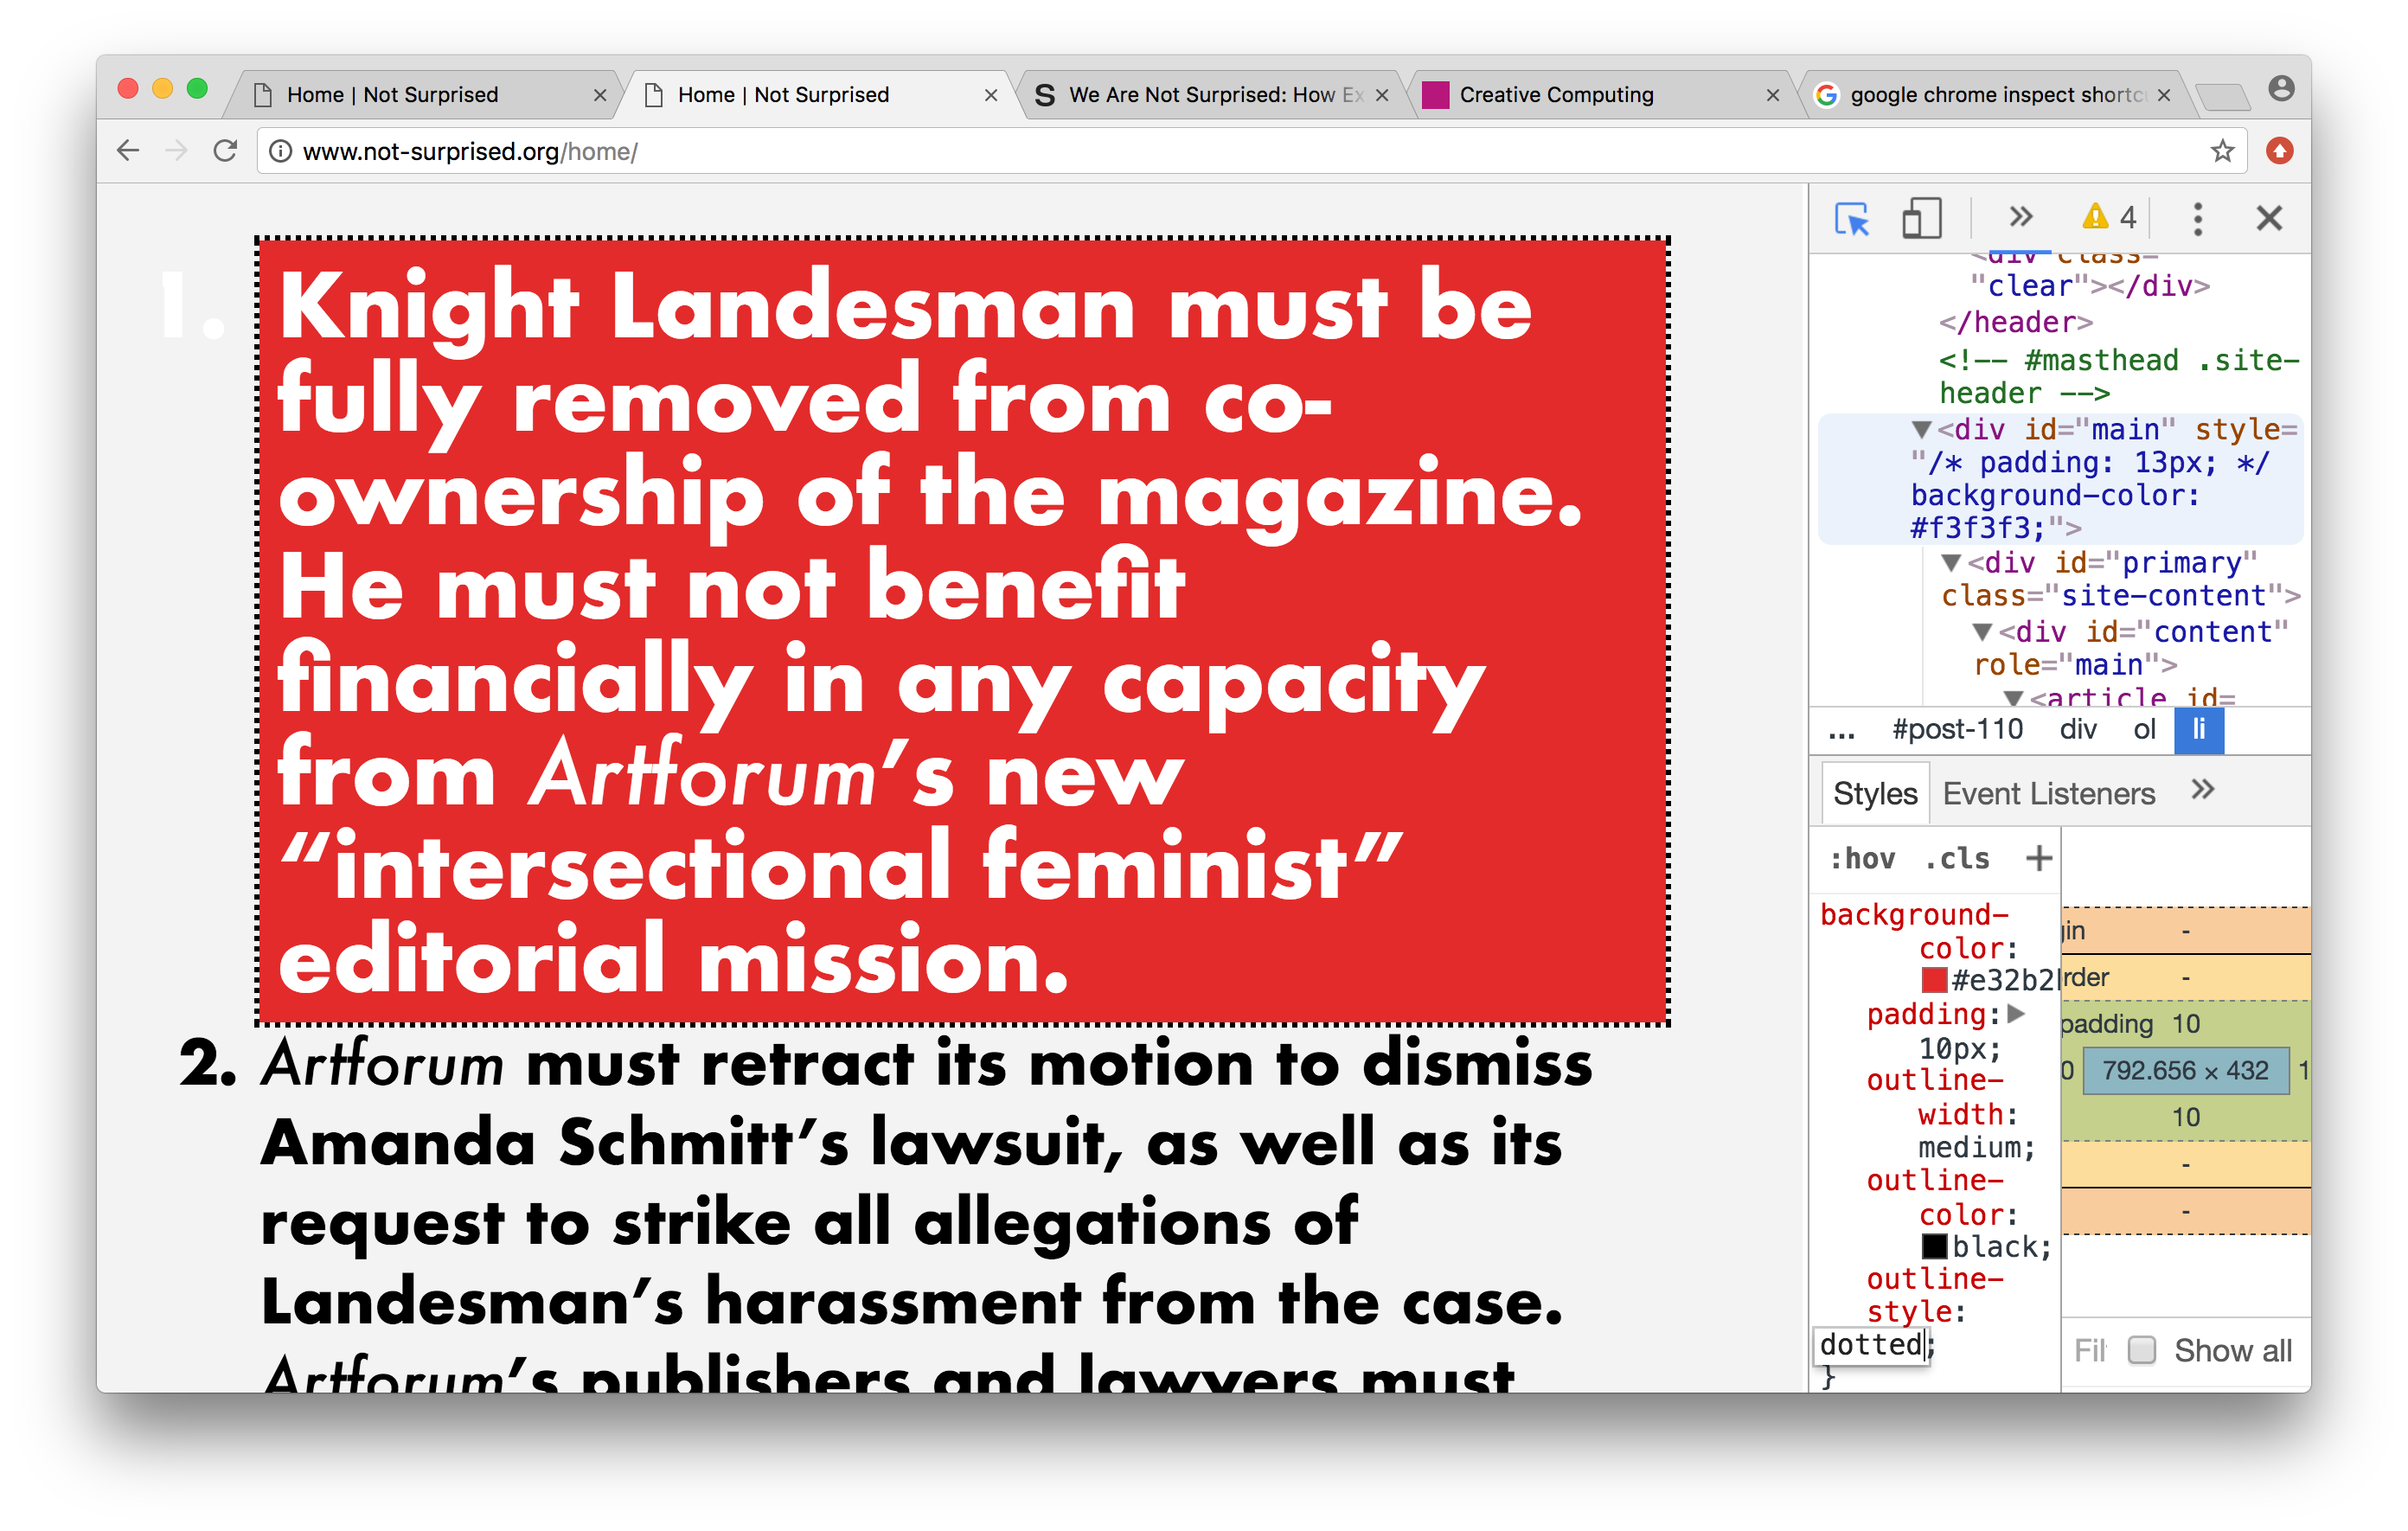 Home | Not Surprised
Home | Not Surprised
We Are Not Surprised: How Ex
Creative Computing
google chrome inspect shortc
www.not-surprised.org/home/
1. Knight Landesman must be
fully removed from co-
ownership of the magazine.
He must not benefit
financially in any capacity
from Artforum’s new
“intersectional feminist”
editorial mission.
2. Artforum must retract its motion to dismiss
Amanda Schmitt’s lawsuit, as well as its
request to strike all allegations of
Landesman’s harassment from the case.
Artforum’s publishers and lawyers must
4
<div class=
"clear"></div>
</header>
<!-- #masthead .site-
header -->
<div id="main" style=
"/* padding: 13px; */
background-color:
#f3f3f3;">
<div id="primary"
class="site-content">
<div id="content"
role="main">
<article id=
... #post-110 div ol li
Styles Event Listeners
:hov .cls +
background-
color:
#e32b2
padding:
10px;
outline-
width:
medium;
outline-
color:
black;
outline-
style:
dotted;
}
gin -
rder -
padding 10
0 792.656 × 432 1
10
-
-
Fil Show all